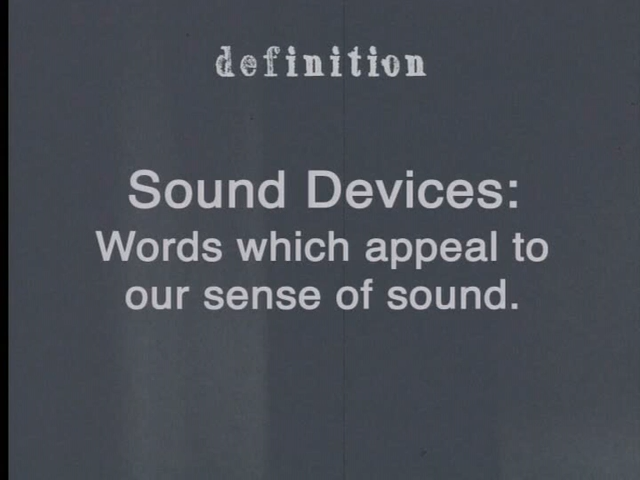 definition
Sound Devices:
Words which appeal to
our sense of sound.